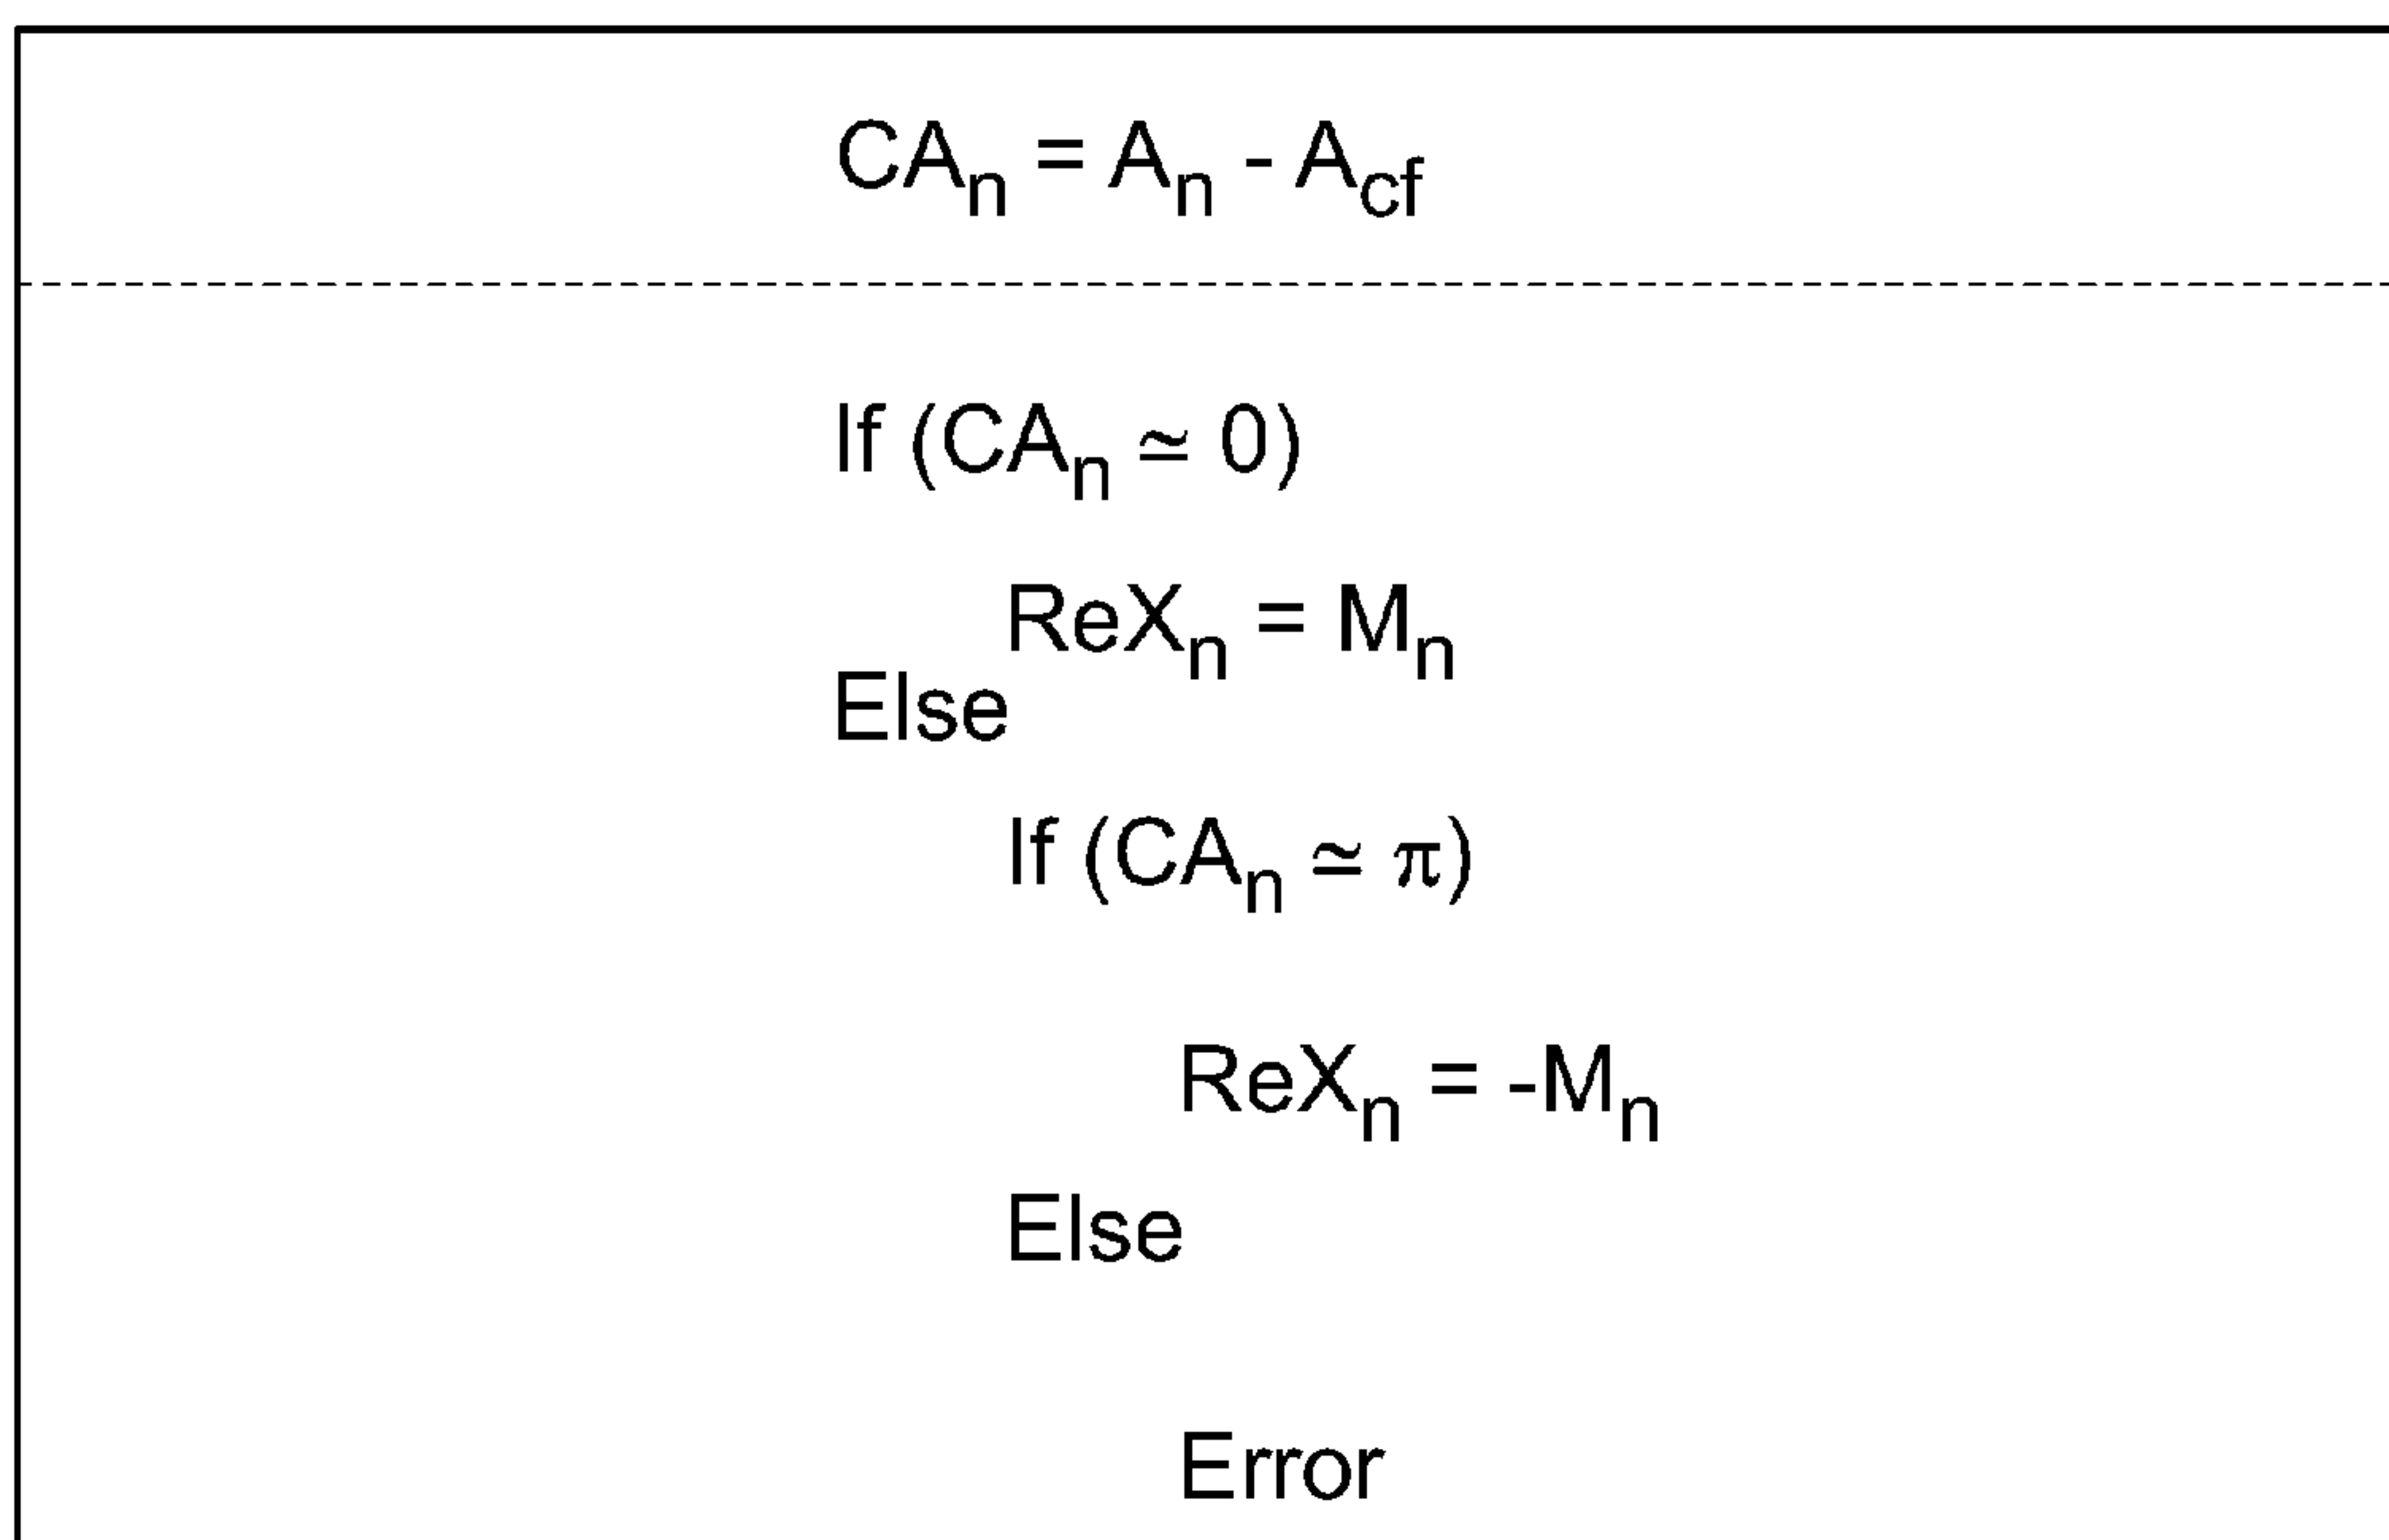 CAn = An - Acf
If (CAn ≃ 0)
ReXn = Mn
Else
If (CAn ≃ π)
ReXn = -Mn
Else
Error